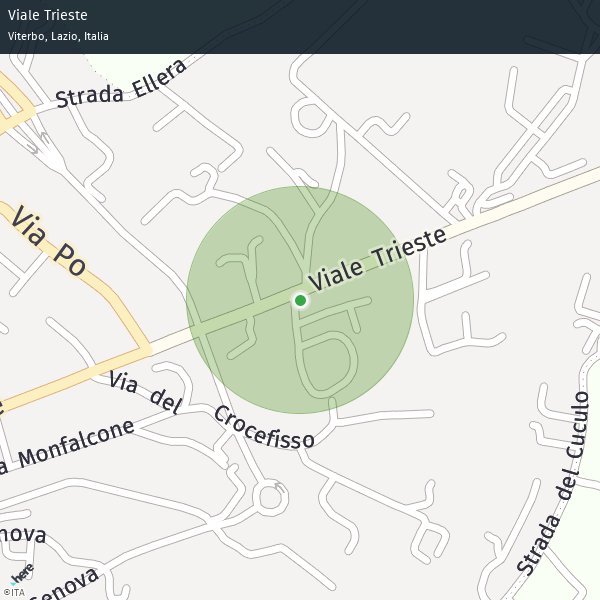 Viale Trieste
Viterbo, Lazio, Italia
Strada Ellera
Via Po
Viale Trieste
Via del Crocefisso
a Monfalcone
Strada del Cuculo
nova
Genova
here
©ITA